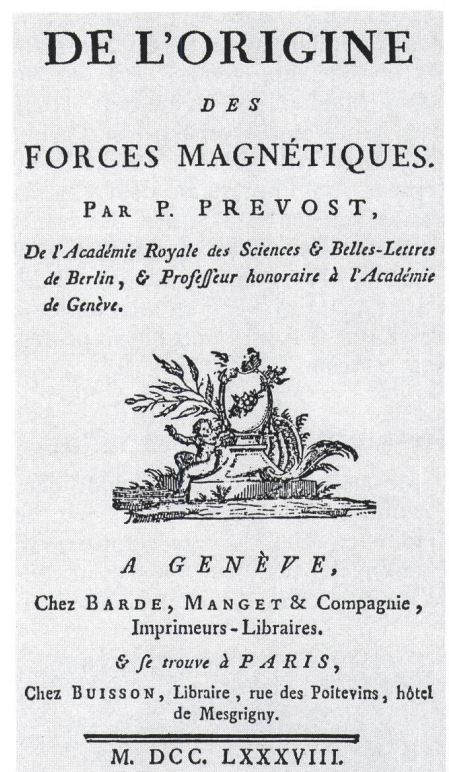 DE L'ORIGINE
DES
FORCES MAGNÉTIQUES.
PAR P. PREVOST,
De l'Académie Royale des Sciences & Belles-Lettres
de Berlin, & Profeſſeur honoraire à l'Académie
de Genève.
A GENÈVE,
Chez BARDE, MANGET & Compagnie,
Imprimeurs-Libraires.
& ſe trouve à PARIS,
Chez BUISSON, Libraire, rue des Poitevins, hôtel
de Mesgrigny.
M. DCC. LXXXVIII.